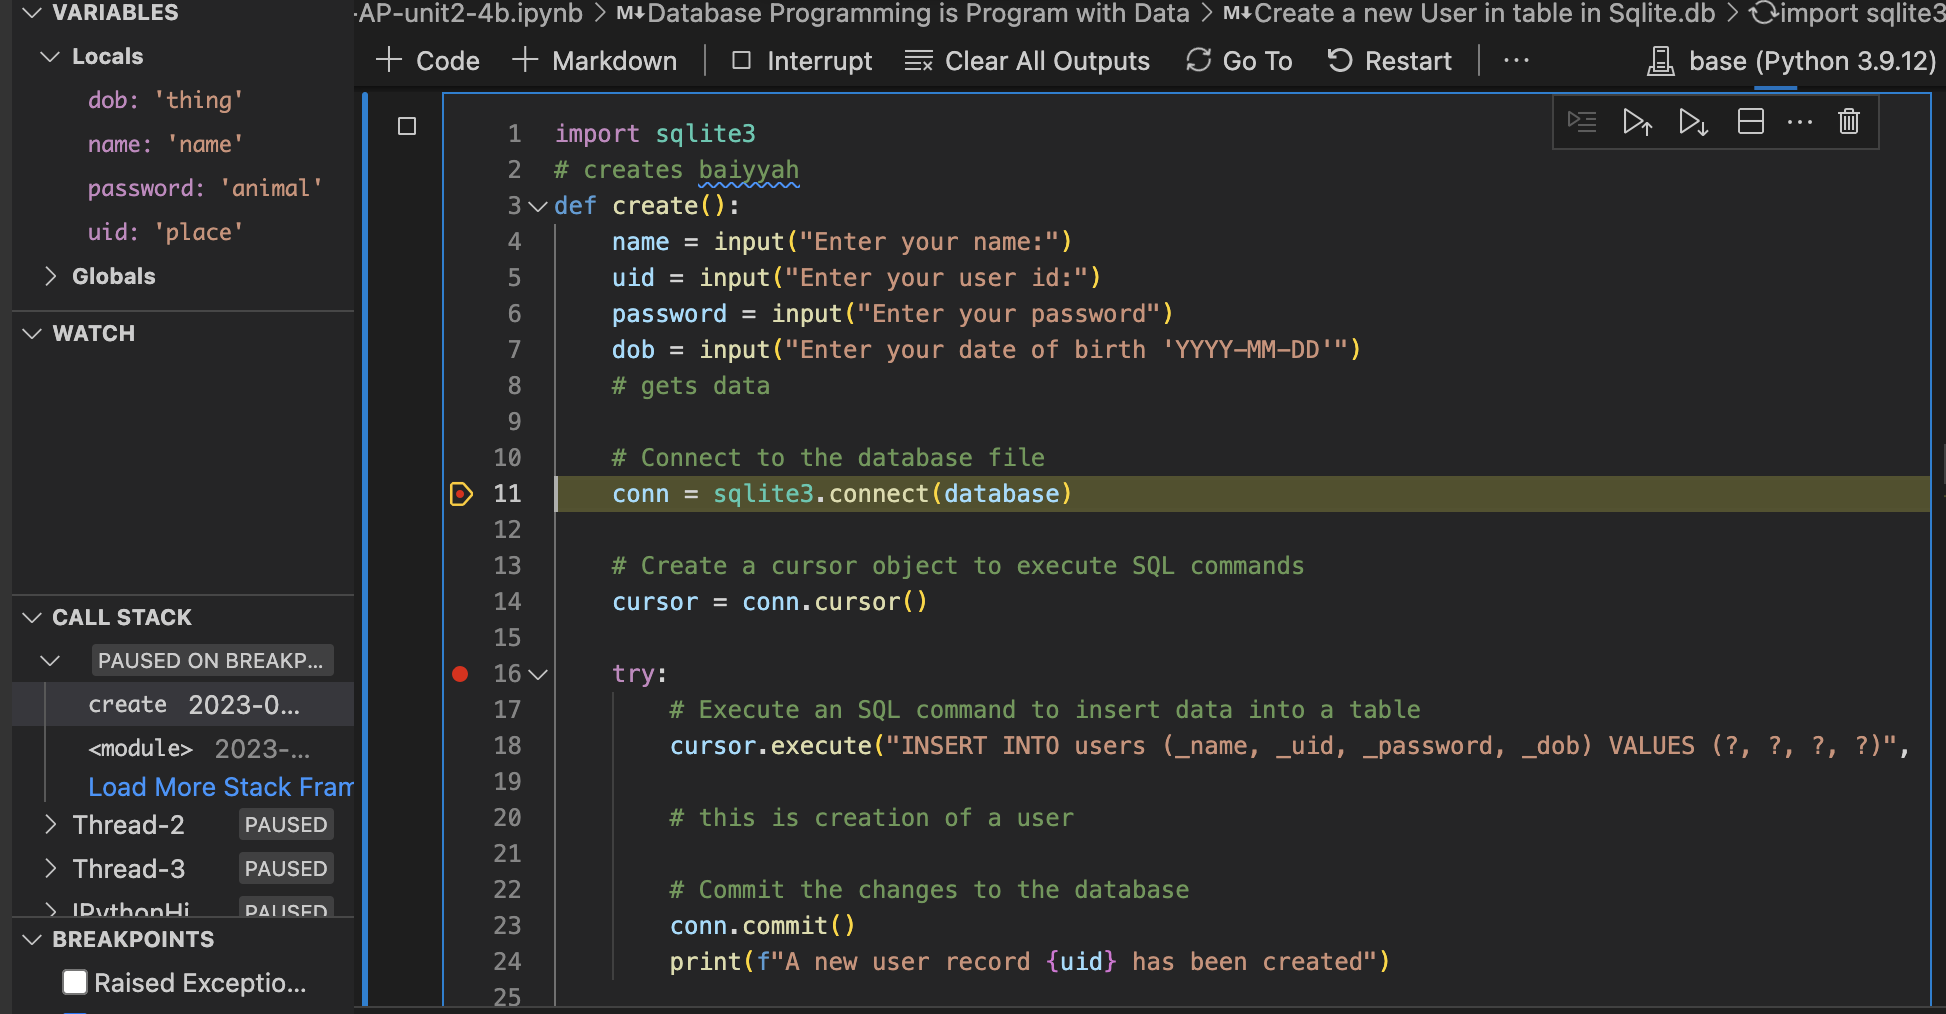 VARIABLES
Locals
dob: 'thing'
name: 'name'
password: 'animal'
uid: 'place'
Globals
WATCH
CALL STACK
PAUSED ON BREAKP...
create 2023-0...
<module> 2023-...
Load More Stack Fram
Thread-2 PAUSED
Thread-3 PAUSED
IPythonHi PAUSED
BREAKPOINTS
Raised Exceptio...
-AP-unit2-4b.ipynb > M↓Database Programming is Program with Data > M↓Create a new User in table in Sqlite.db > import sqlite3
+ Code + Markdown | Interrupt Clear All Outputs Go To Restart | ... base (Python 3.9.12)
1 import sqlite3
2 # creates baiyyah
3 def create():
4 name = input("Enter your name:")
5 uid = input("Enter your user id:")
6 password = input("Enter your password")
7 dob = input("Enter your date of birth 'YYYY-MM-DD'")
8 # gets data
9
10 # Connect to the database file
11 conn = sqlite3.connect(database)
12
13 # Create a cursor object to execute SQL commands
14 cursor = conn.cursor()
15
16 try:
17 # Execute an SQL command to insert data into a table
18 cursor.execute("INSERT INTO users (_name, _uid, _password, _dob) VALUES (?, ?, ?, ?)",
19
20 # this is creation of a user
21
22 # Commit the changes to the database
23 conn.commit()
24 print(f"A new user record {uid} has been created")
25